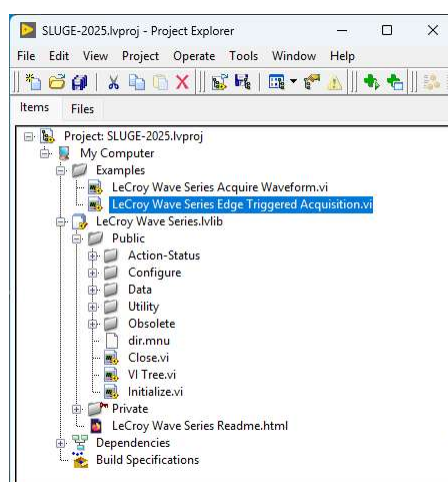 SLUGE-2025.lvproj - Project Explorer
File Edit View Project Operate Tools Window Help
Items Files
Project: SLUGE-2025.lvproj
My Computer
Examples
LeCroy Wave Series Acquire Waveform.vi
LeCroy Wave Series Edge Triggered Acquisition.vi
LeCroy Wave Series.lvlib
Public
Action-Status
Configure
Data
Utility
Obsolete
dir.mnu
Close.vi
VI Tree.vi
Initialize.vi
Private
LeCroy Wave Series Readme.html
Dependencies
Build Specifications